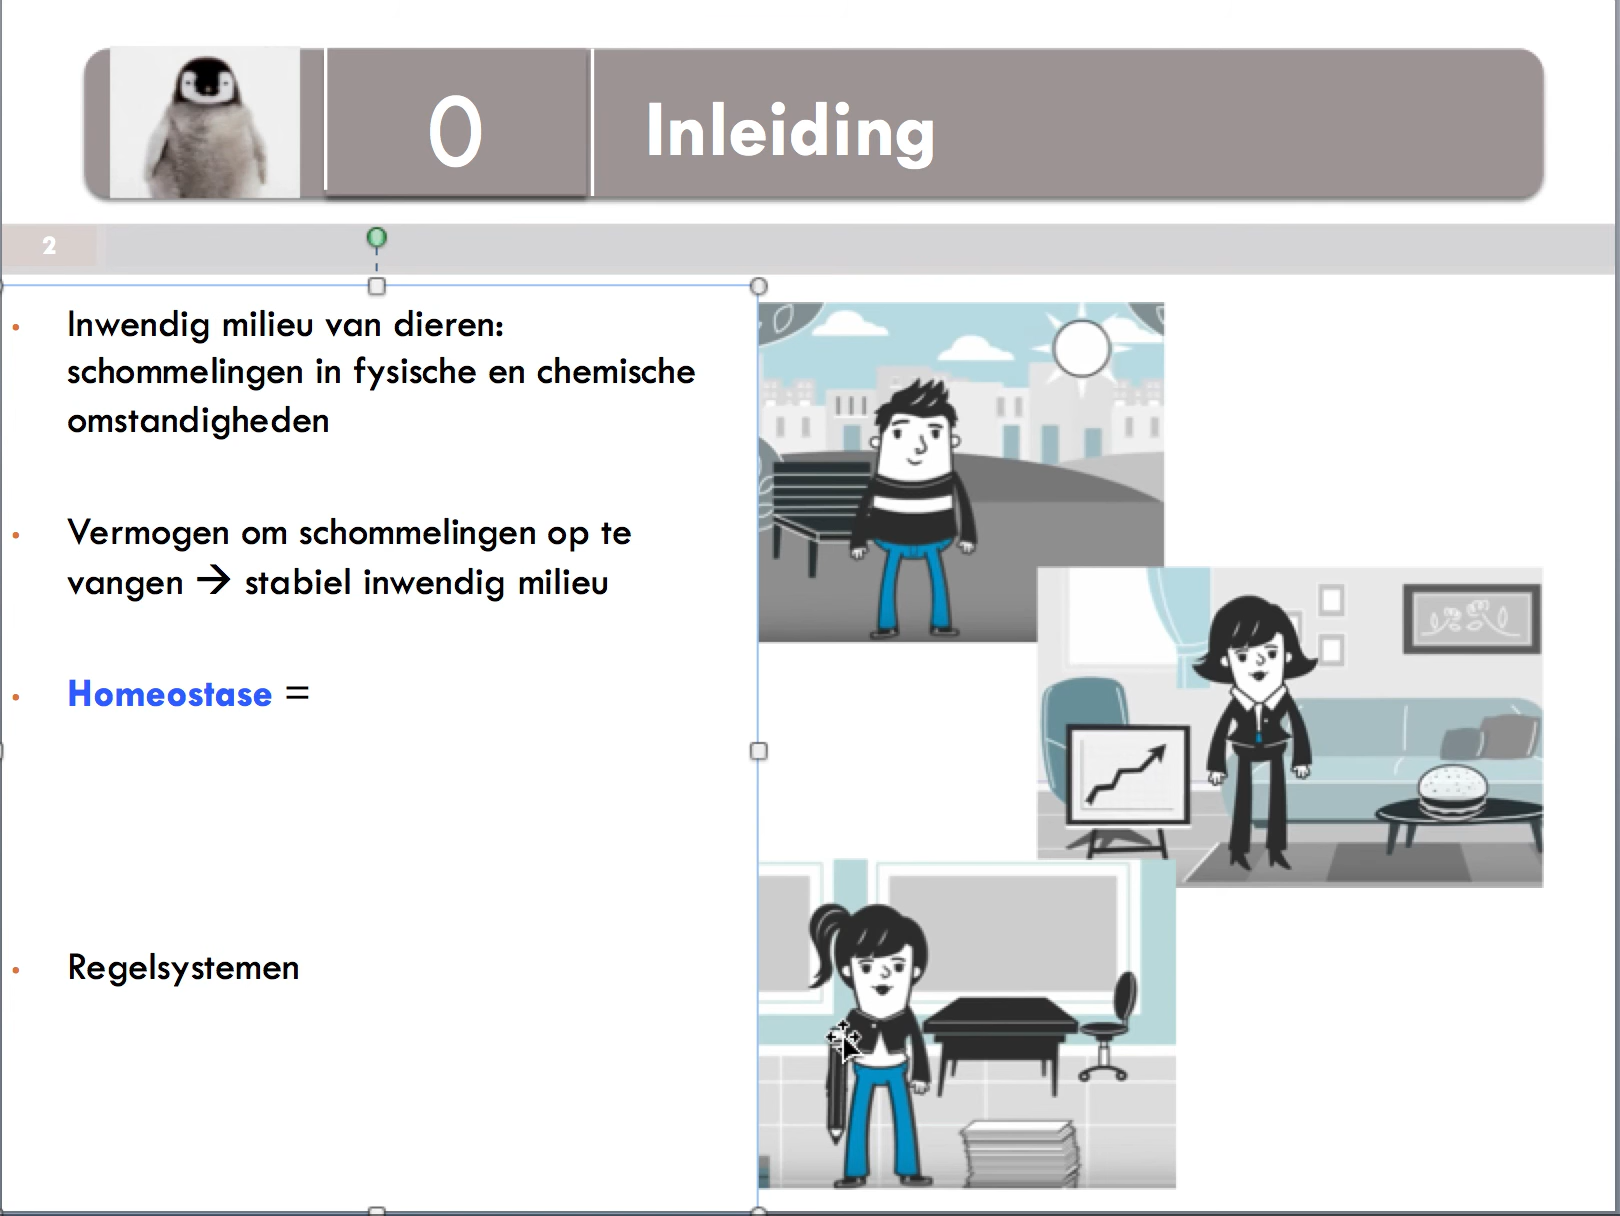 0
Inleiding
2
• Inwendig milieu van dieren:
schommelingen in fysische en chemische
omstandigheden
• Vermogen om schommelingen op te
vangen → stabiel inwendig milieu
• Homeostase =
• Regelsystemen